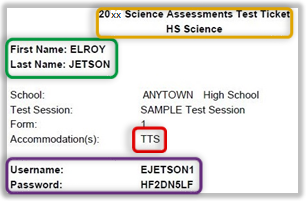 20xx Science Assessments Test Ticket
HS Science
First Name: ELROY
Last Name: JETSON
School: ANYTOWN High School
Test Session: SAMPLE Test Session
Form: 1
Accommodation(s): TTS
Username: EJETSON1
Password: HF2DN5LF